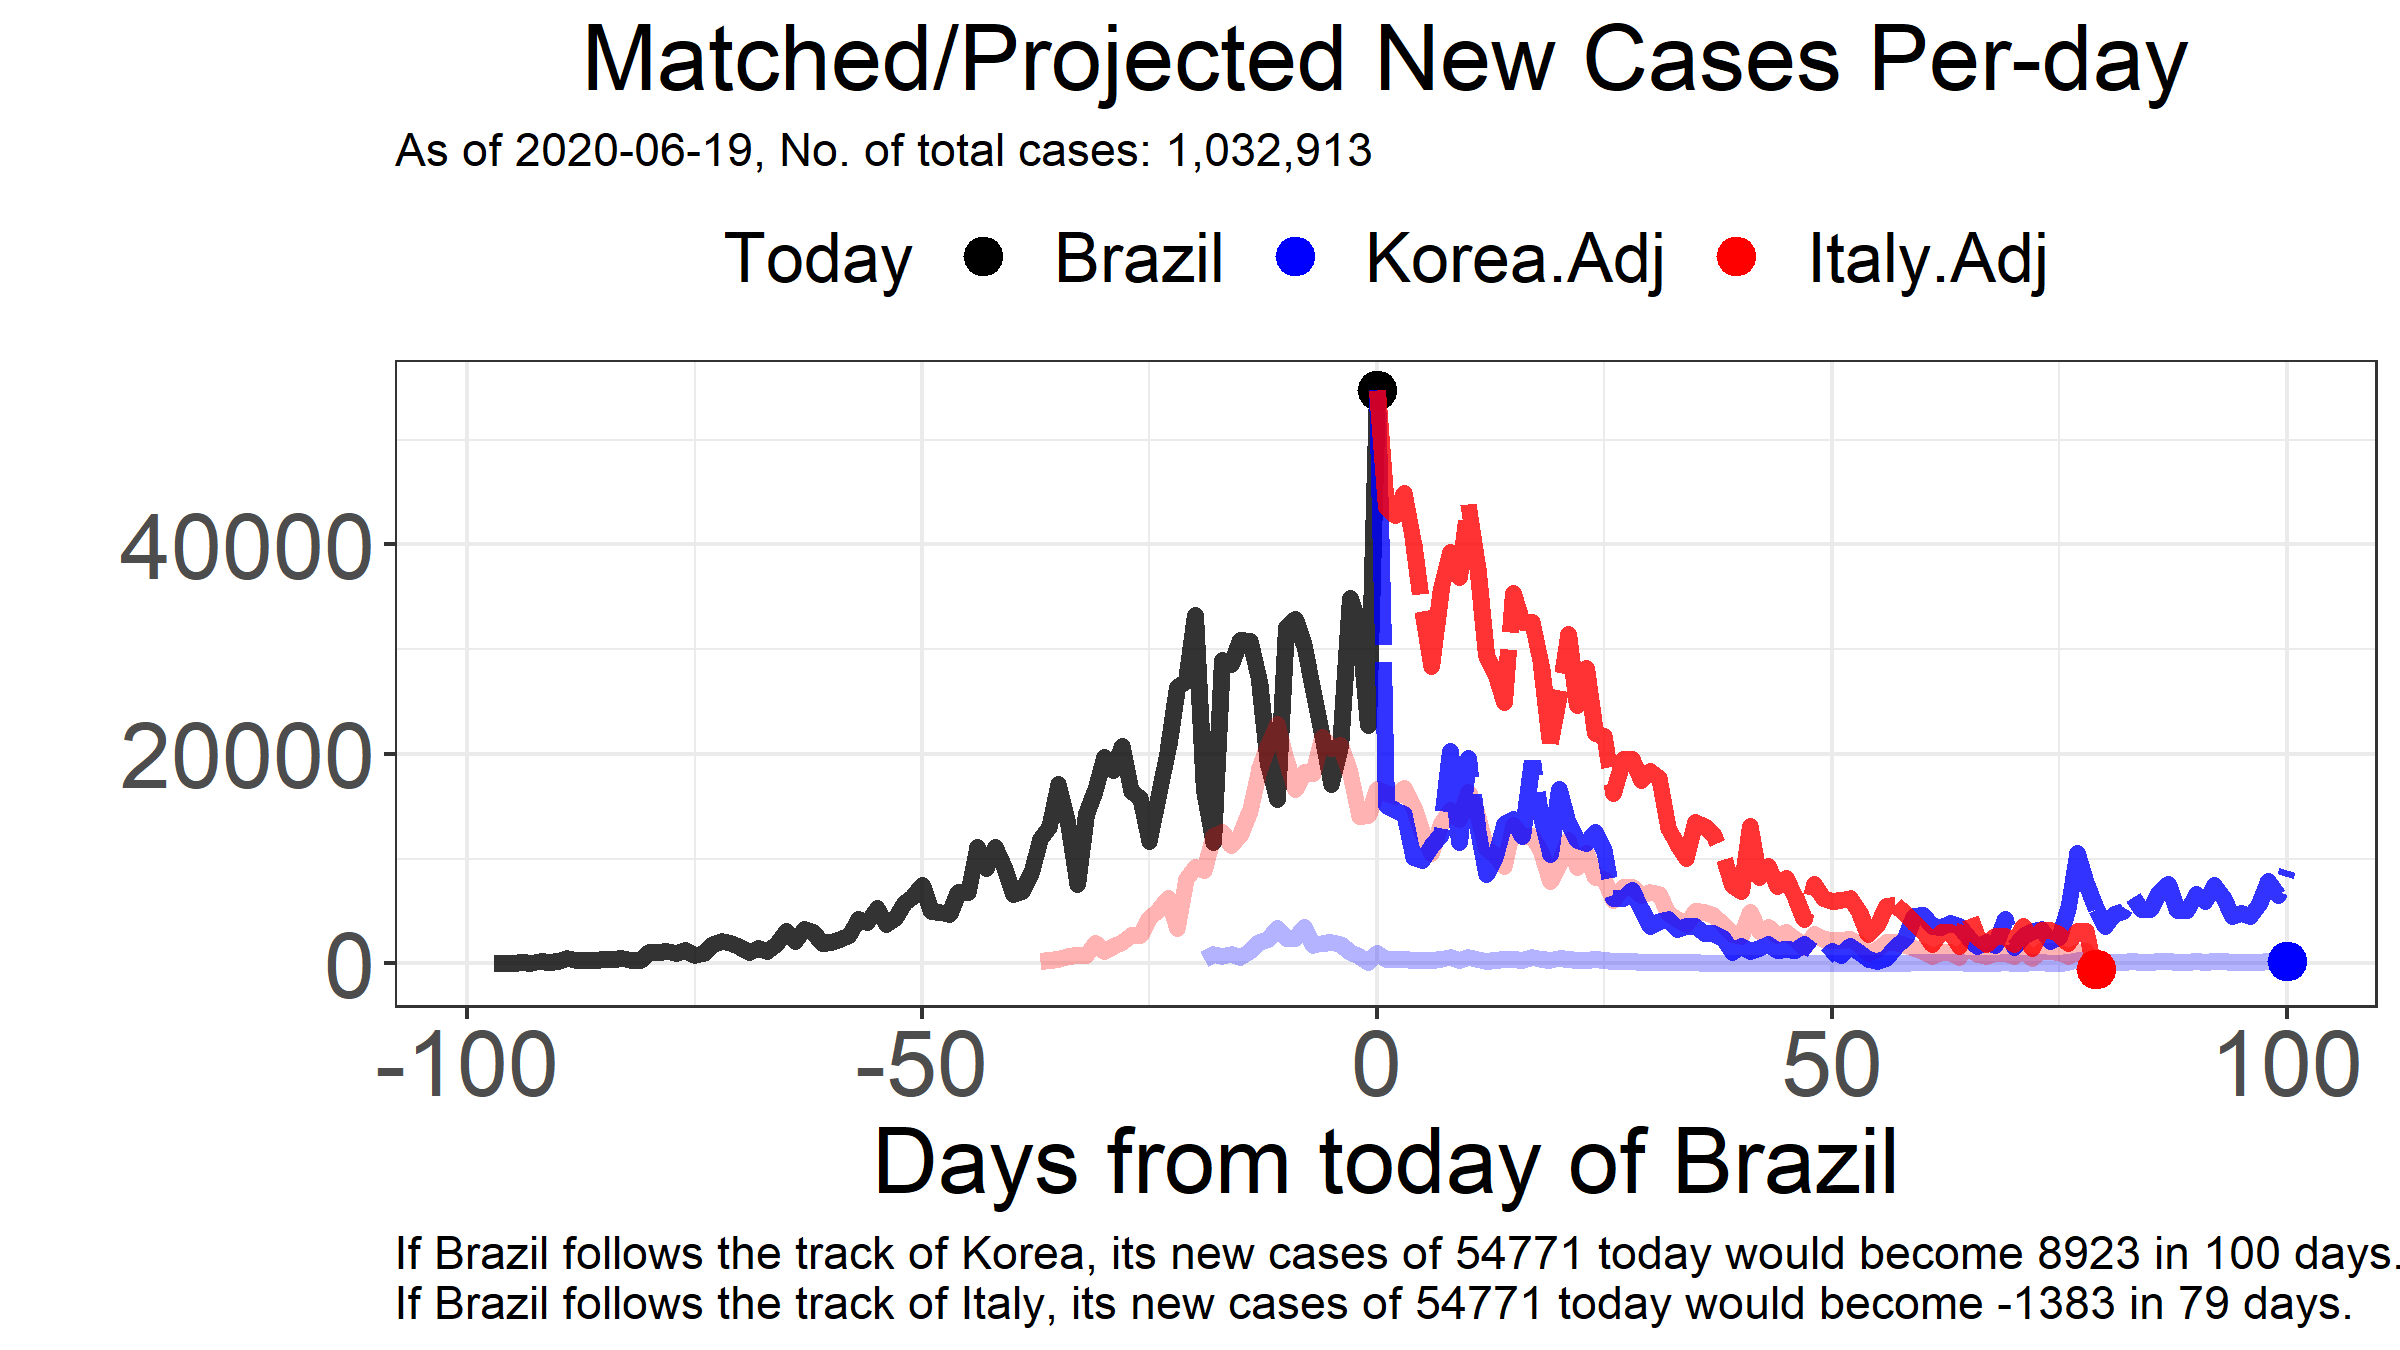 Matched/Projected New Cases Per-day
As of 2020-06-19, No. of total cases: 1,032,913
Today Brazil Korea.Adj Italy.Adj
40000
20000
0
-100 -50 0 50 100
Days from today of Brazil
If Brazil follows the track of Korea, its new cases of 54771 today would become 8923 in 100 days.
If Brazil follows the track of Italy, its new cases of 54771 today would become -1383 in 79 days.